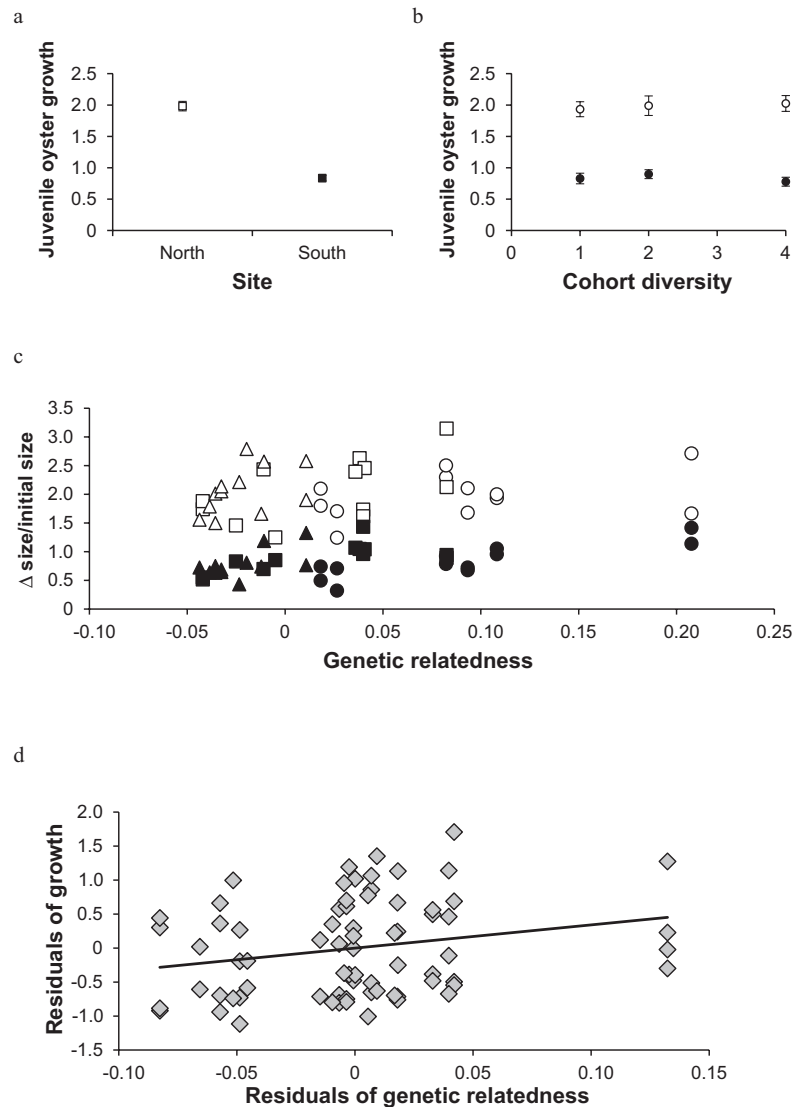 a
Juvenile oyster growth
2.5
2.0
1.5
1.0
0.5
0
North South
Site
b
Juvenile oyster growth
2.5
2.0
1.5
1.0
0.5
0
0 1 2 3 4
Cohort diversity
c
Δ size/initial size
3.5
3.0
2.5
2.0
1.5
1.0
0.5
0
-0.10 -0.05 0 0.05 0.10 0.15 0.20 0.25
Genetic relatedness
d
Residuals of growth
2.0
1.5
1.0
0.5
0
-0.5
-1.0
-1.5
-0.10 -0.05 0 0.05 0.10 0.15
Residuals of genetic relatedness